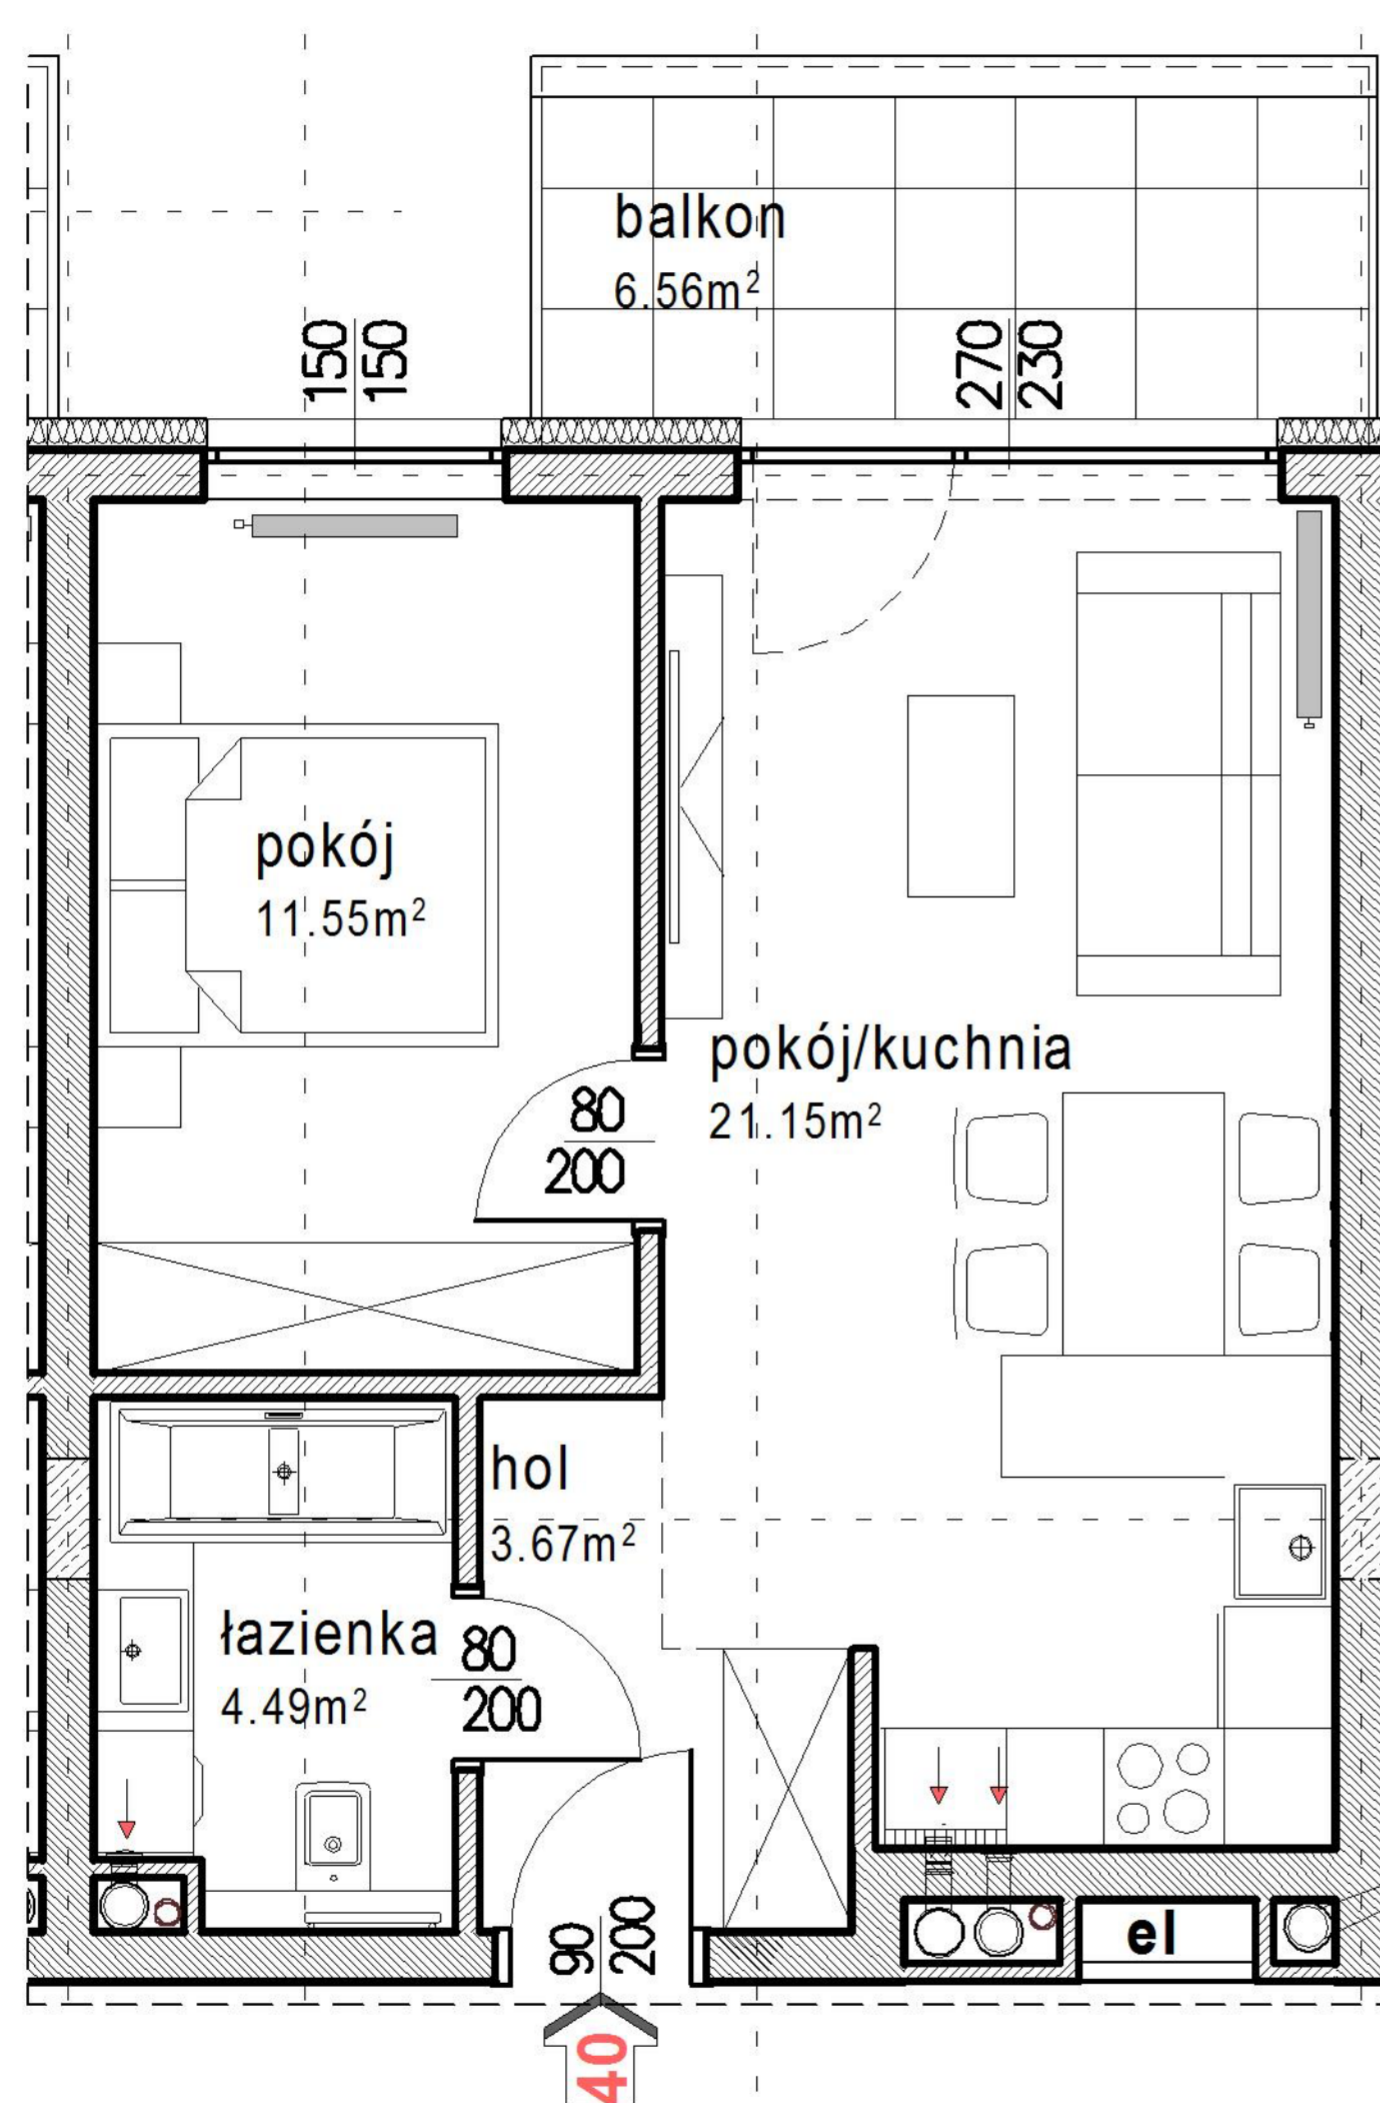 balkon
6.56m²
150
150
270
230
pokój
11.55m²
pokój/kuchnia
21.15m²
80
200
hol
3.67m²
łazienka
4.49m²
80
200
90
200
el
40